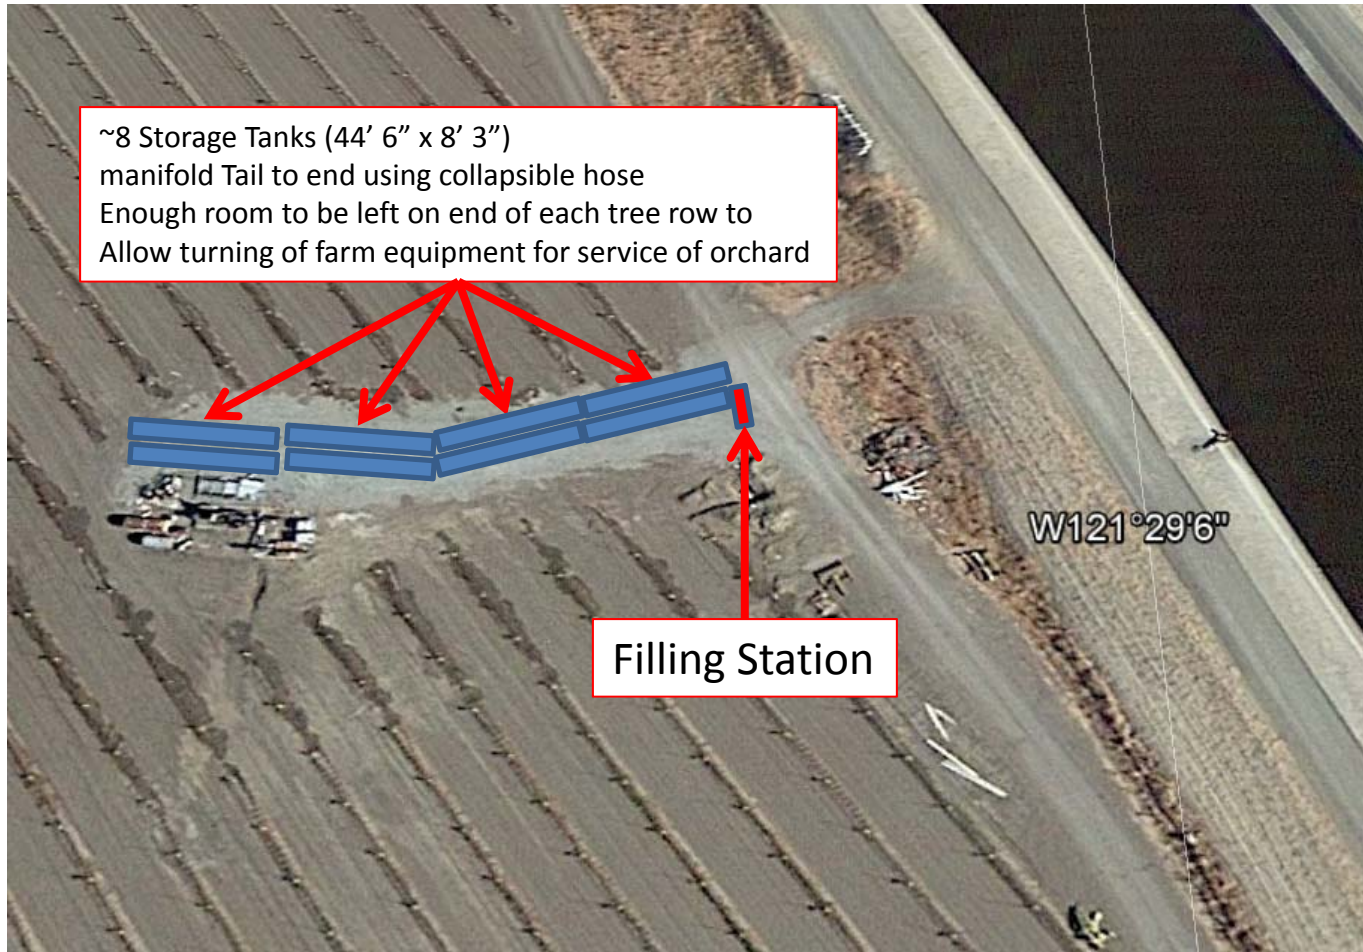 ~8 Storage Tanks (44’ 6” x 8’ 3”)
manifold Tail to end using collapsible hose
Enough room to be left on end of each tree row to
Allow turning of farm equipment for service of orchard
W121°29'6"
Filling Station